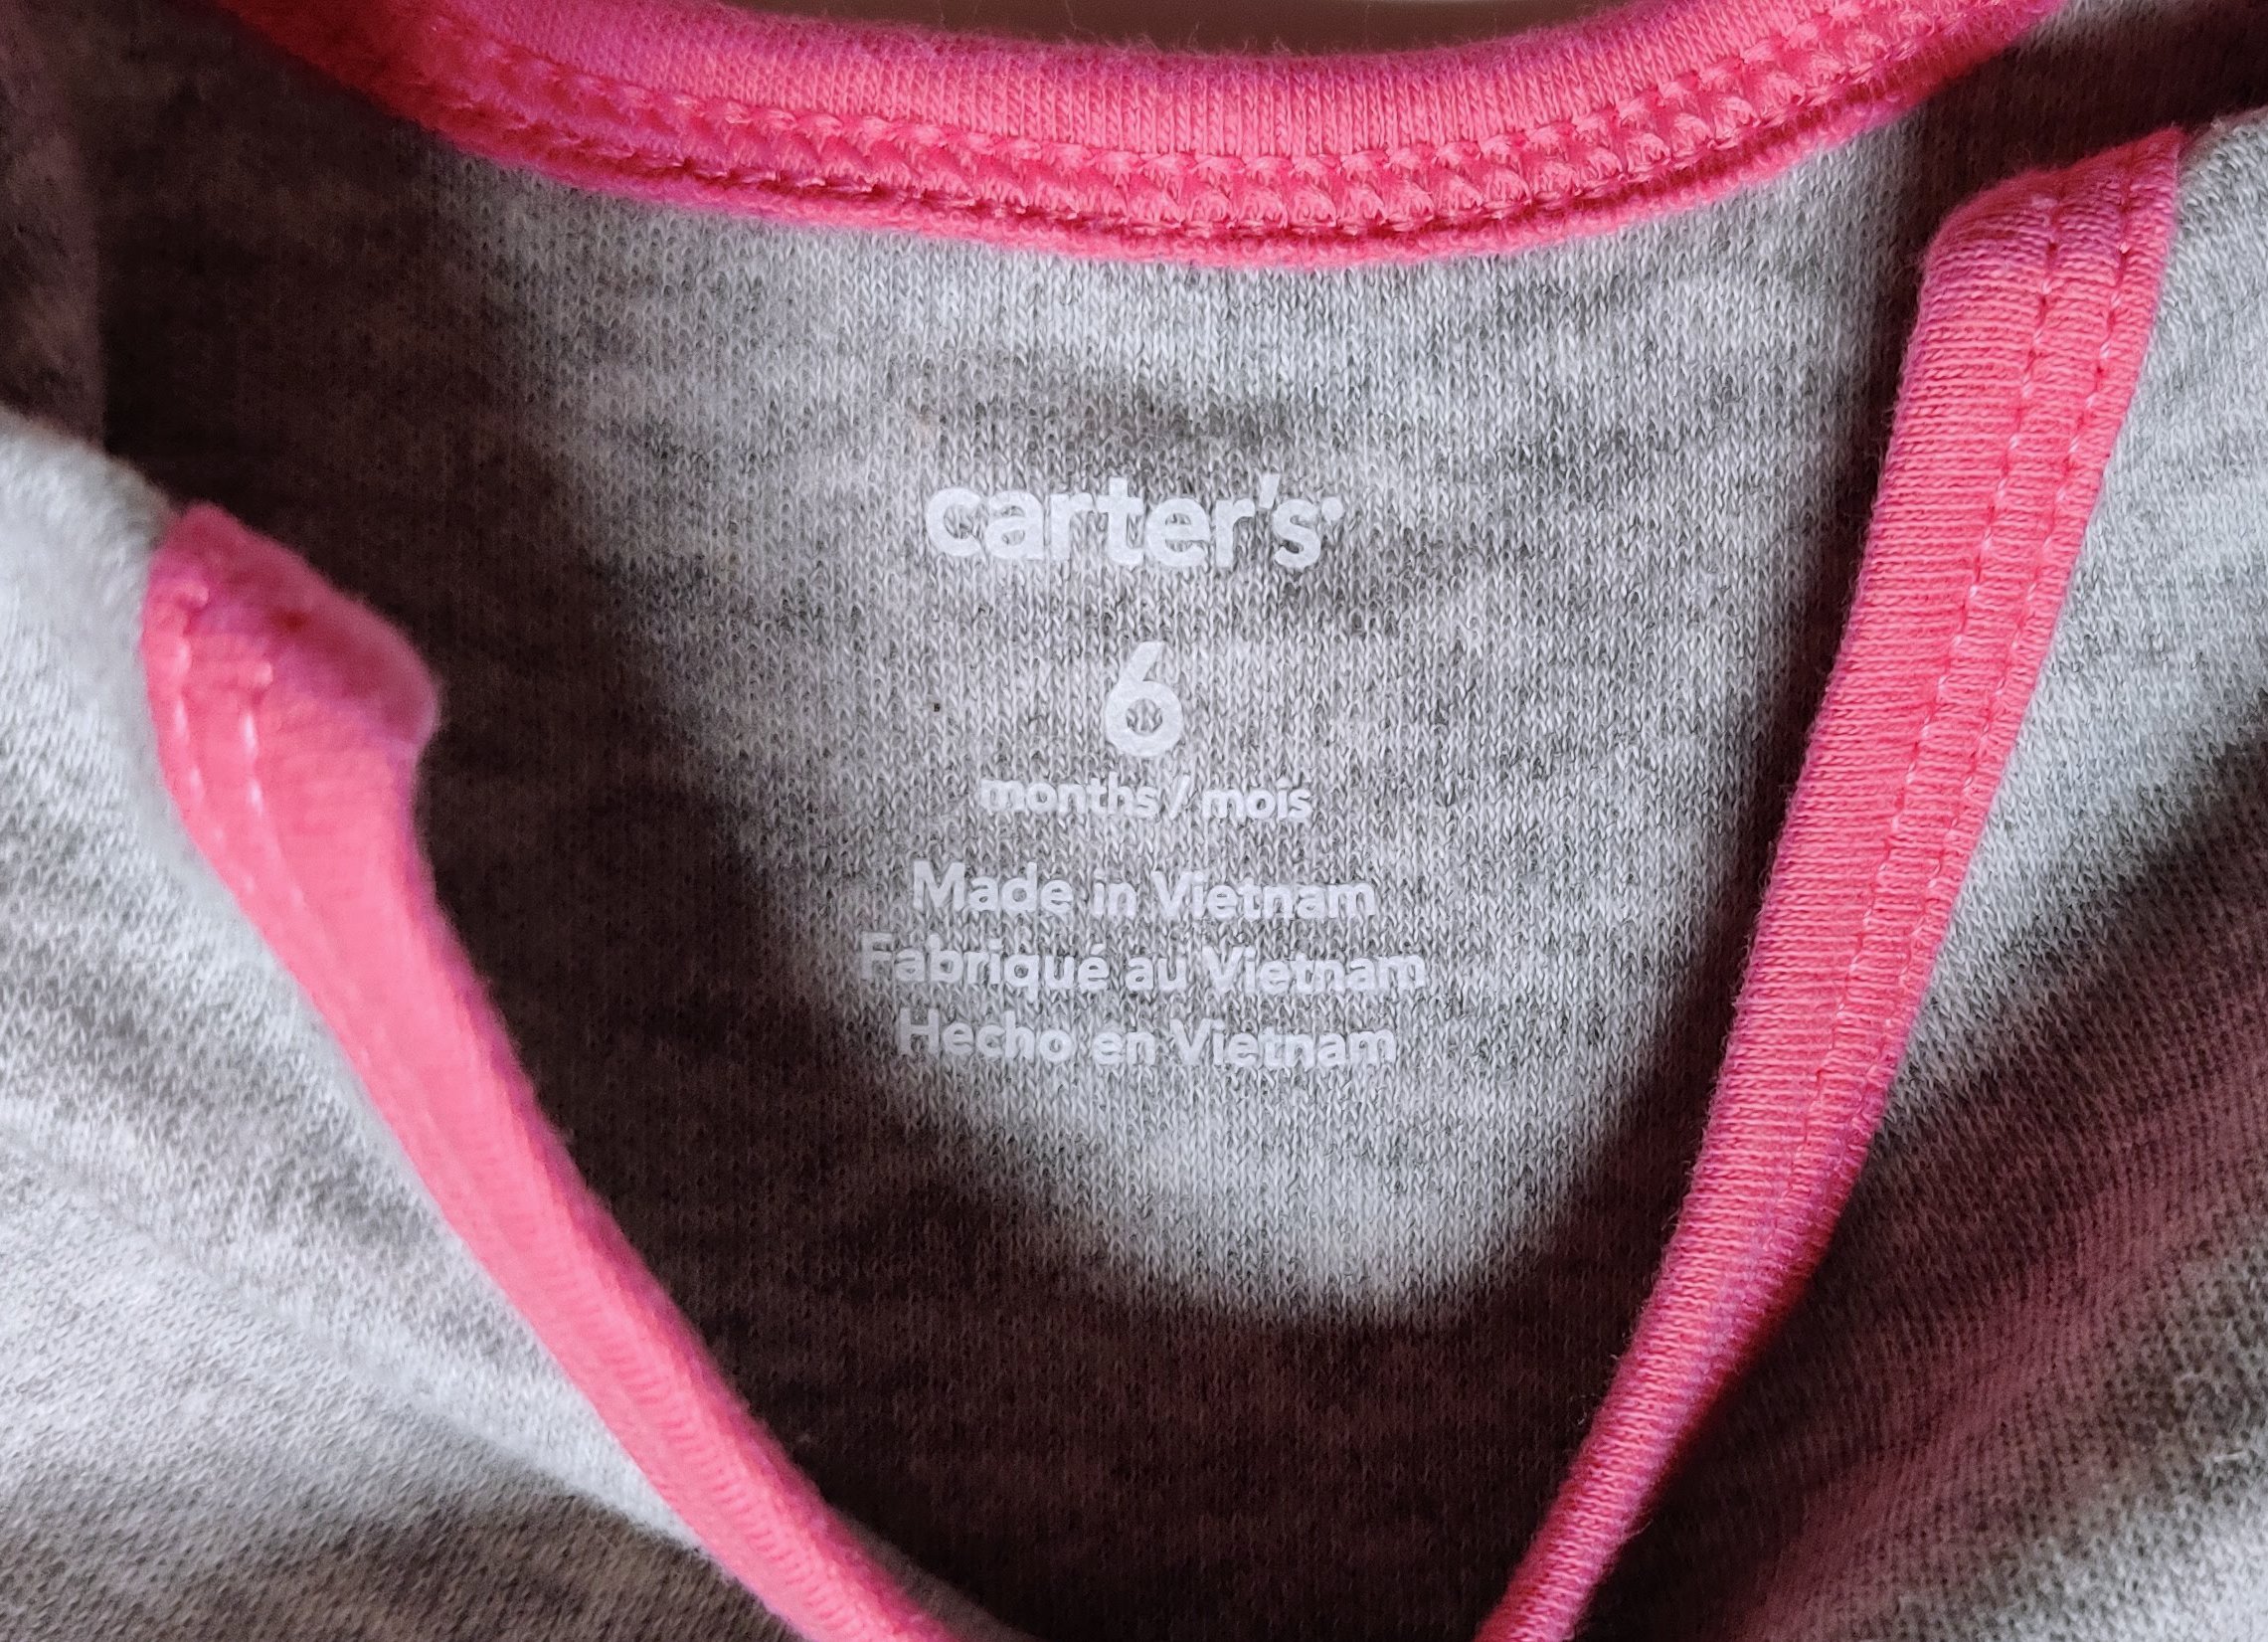 carter's
6
months/mois
Made in Vietnam
Fabriqué au Vietnam
Hecho en Vietnam